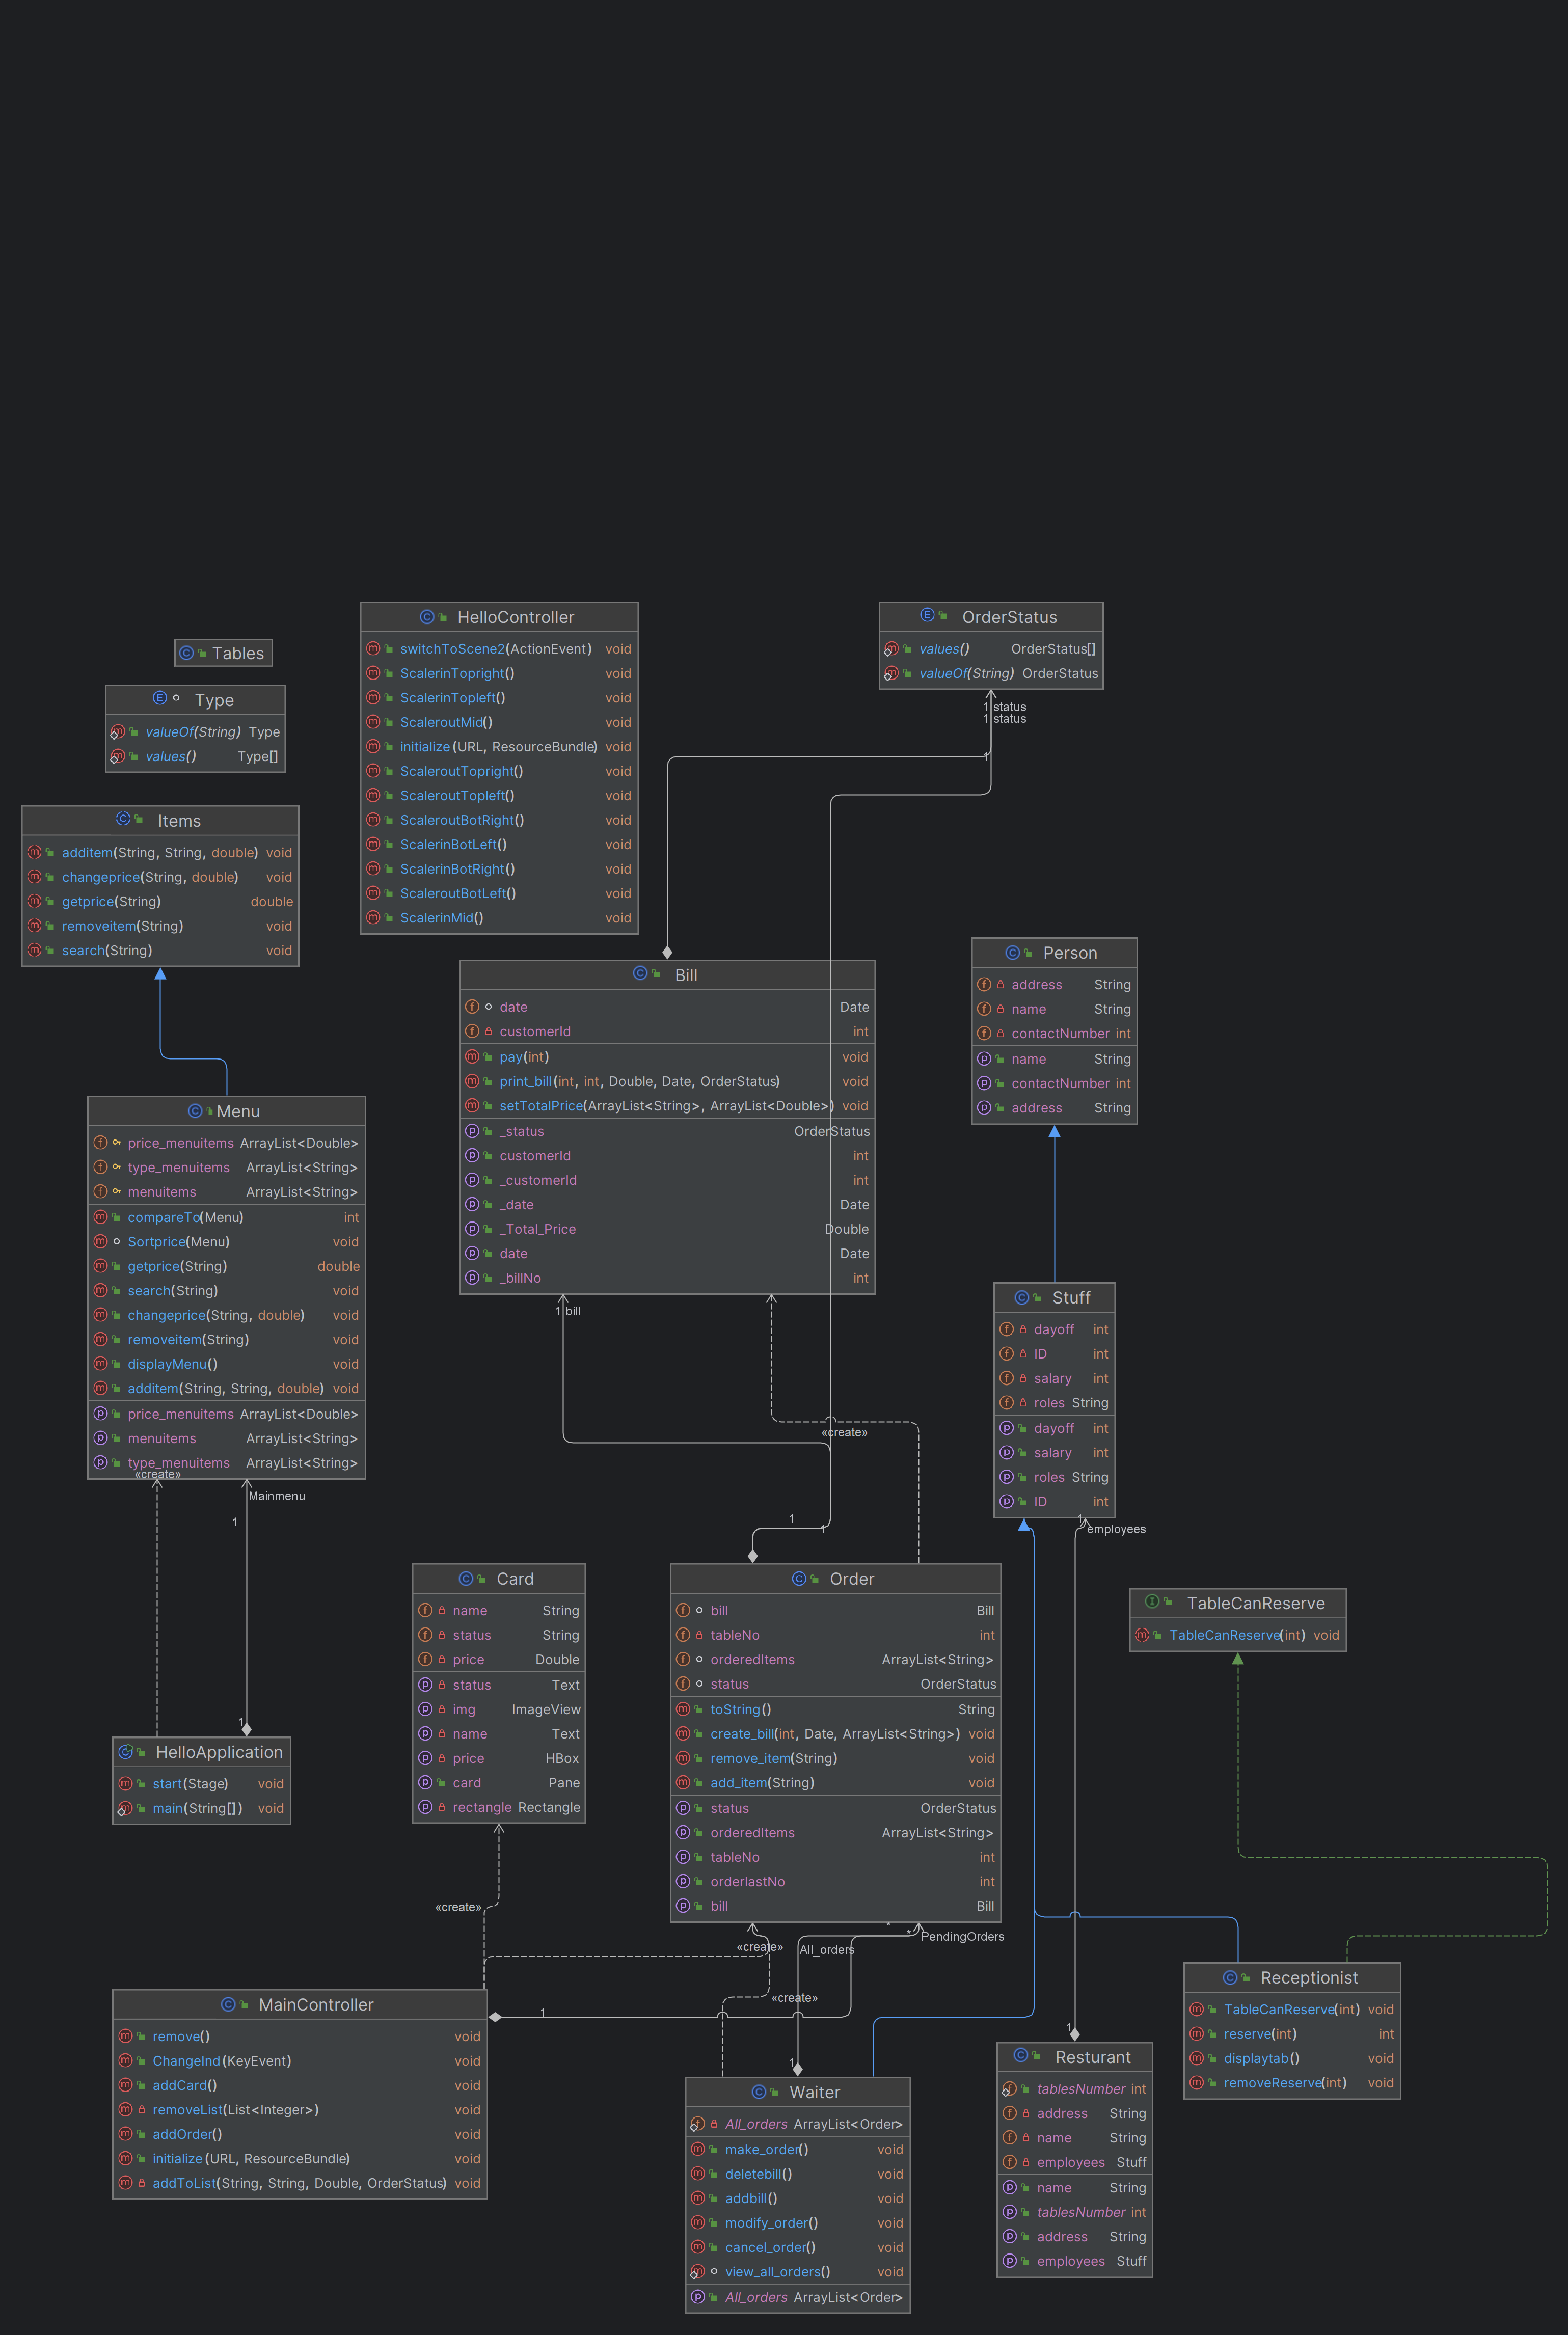 HelloController
switchToScene2(ActionEvent) void
ScalerinTopright() void
ScalerinTopleft() void
ScaleroutMid() void
initialize(URL, ResourceBundle) void
ScaleroutTopright() void
ScaleroutTopleft() void
ScaleroutBotRight() void
ScalerinBotLeft() void
ScalerinBotRight() void
ScaleroutBotLeft() void
ScalerinMid() void
OrderStatus
values() OrderStatus[]
valueOf(String) OrderStatus
1 status
1 status
1
Tables
Type
valueOf(String) Type
values() Type[]
Items
additem(String, String, double) void
changeprice(String, double) void
getprice(String) double
removeitem(String) void
search(String) void
Person
address String
name String
contactNumber int
name String
contactNumber int
address String
Bill
date Date
customerId int
pay(int) void
print_bill(int, int, Double, Date, OrderStatus) void
setTotalPrice(ArrayList<String>, ArrayList<Double>) void
_status OrderStatus
customerId int
_customerId int
_date Date
_Total_Price Double
date Date
_billNo int
1 bill
«create»
1
1
Menu
price_menuitems ArrayList<Double>
type_menuitems ArrayList<String>
menuitems ArrayList<String>
compareTo(Menu) int
Sortprice(Menu) void
getprice(String) double
search(String) void
changeprice(String, double) void
removeitem(String) void
displayMenu() void
additem(String, String, double) void
price_menuitems ArrayList<Double>
menuitems ArrayList<String>
type_menuitems ArrayList<String>
«create»
Mainmenu
1
1
Stuff
dayoff int
ID int
salary int
roles String
dayoff int
salary int
roles String
ID int
1
employees
Card
name String
status String
price Double
status Text
img ImageView
name Text
price HBox
card Pane
rectangle Rectangle
Order
bill Bill
tableNo int
orderedItems ArrayList<String>
status OrderStatus
toString() String
create_bill(int, Date, ArrayList<String>) void
remove_item(String) void
add_item(String) void
status OrderStatus
orderedItems ArrayList<String>
tableNo int
orderlastNo int
bill Bill
TableCanReserve
TableCanReserve(int) void
HelloApplication
start(Stage) void
main(String[]) void
«create»
*
*
PendingOrders
«create»
All_orders
«create»
1
1
1
MainController
remove() void
ChangeInd(KeyEvent) void
addCard() void
removeList(List<Integer>) void
addOrder() void
initialize(URL, ResourceBundle) void
addToList(String, String, Double, OrderStatus) void
Receptionist
TableCanReserve(int) void
reserve(int) int
displaytab() void
removeReserve(int) void
Resturant
tablesNumber int
address String
name String
employees Stuff
name String
tablesNumber int
address String
employees Stuff
Waiter
All_orders ArrayList<Order>
make_order() void
deletebill() void
addbill() void
modify_order() void
cancel_order() void
view_all_orders() void
All_orders ArrayList<Order>